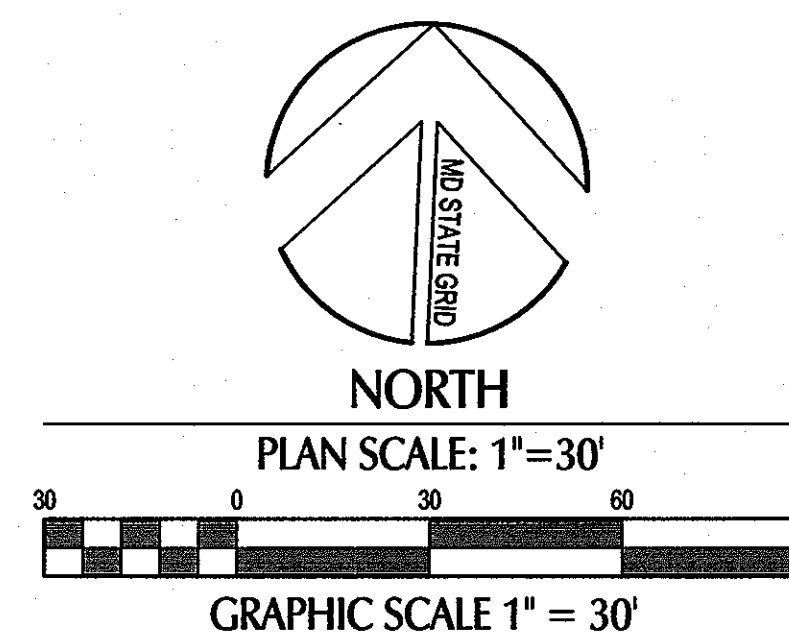 MD STATE GRID
NORTH
PLAN SCALE: 1"=30'
30 0 30 60
GRAPHIC SCALE 1" = 30'